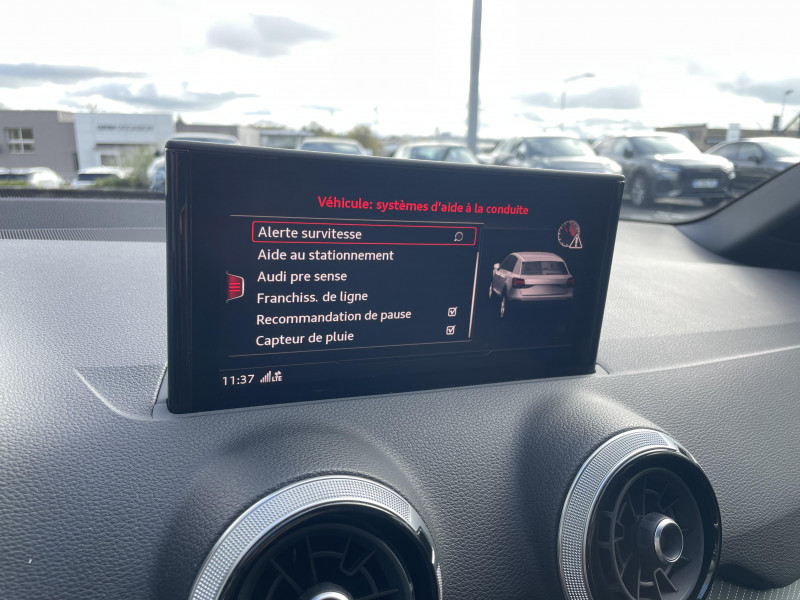 Véhicule: systèmes d'aide à la conduite
Alerte survitesse
Aide au stationnement
Audi pre sense
Franchiss. de ligne
Recommandation de pause
Capteur de pluie
11:37 LTE